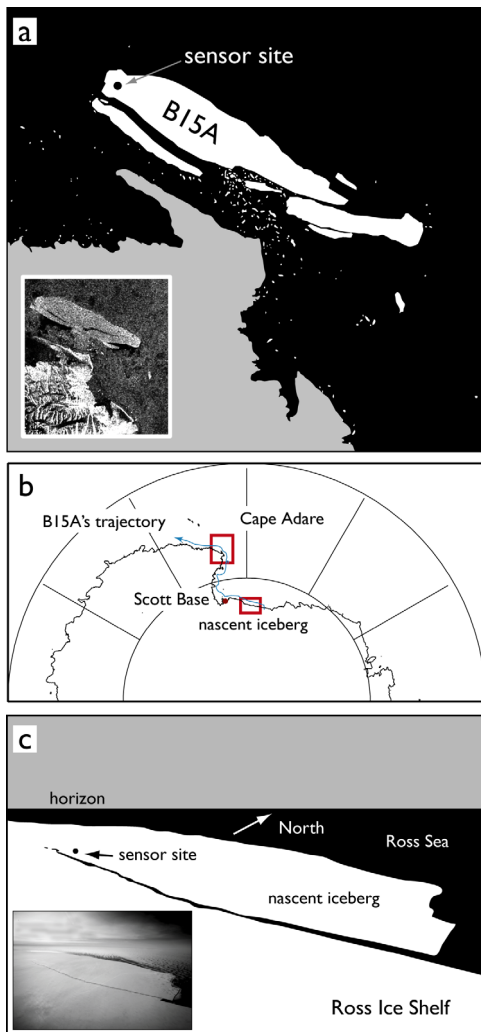 a
sensor site
B15A
b
B15A's trajectory
Cape Adare
Scott Base
nascent iceberg
c
horizon
North
Ross Sea
sensor site
nascent iceberg
Ross Ice Shelf